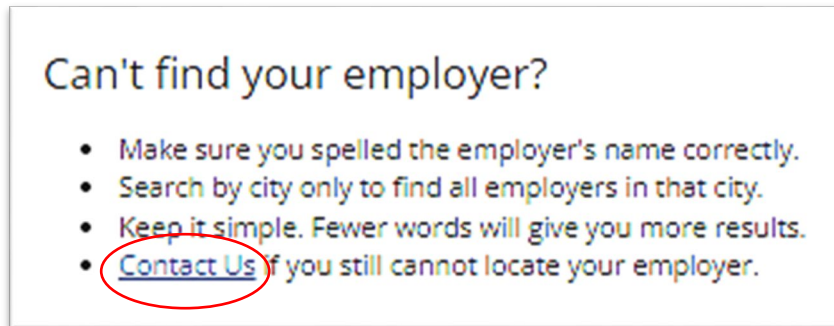 Can't find your employer?
• Make sure you spelled the employer's name correctly.
• Search by city only to find all employers in that city.
• Keep it simple. Fewer words will give you more results.
• Contact Us if you still cannot locate your employer.